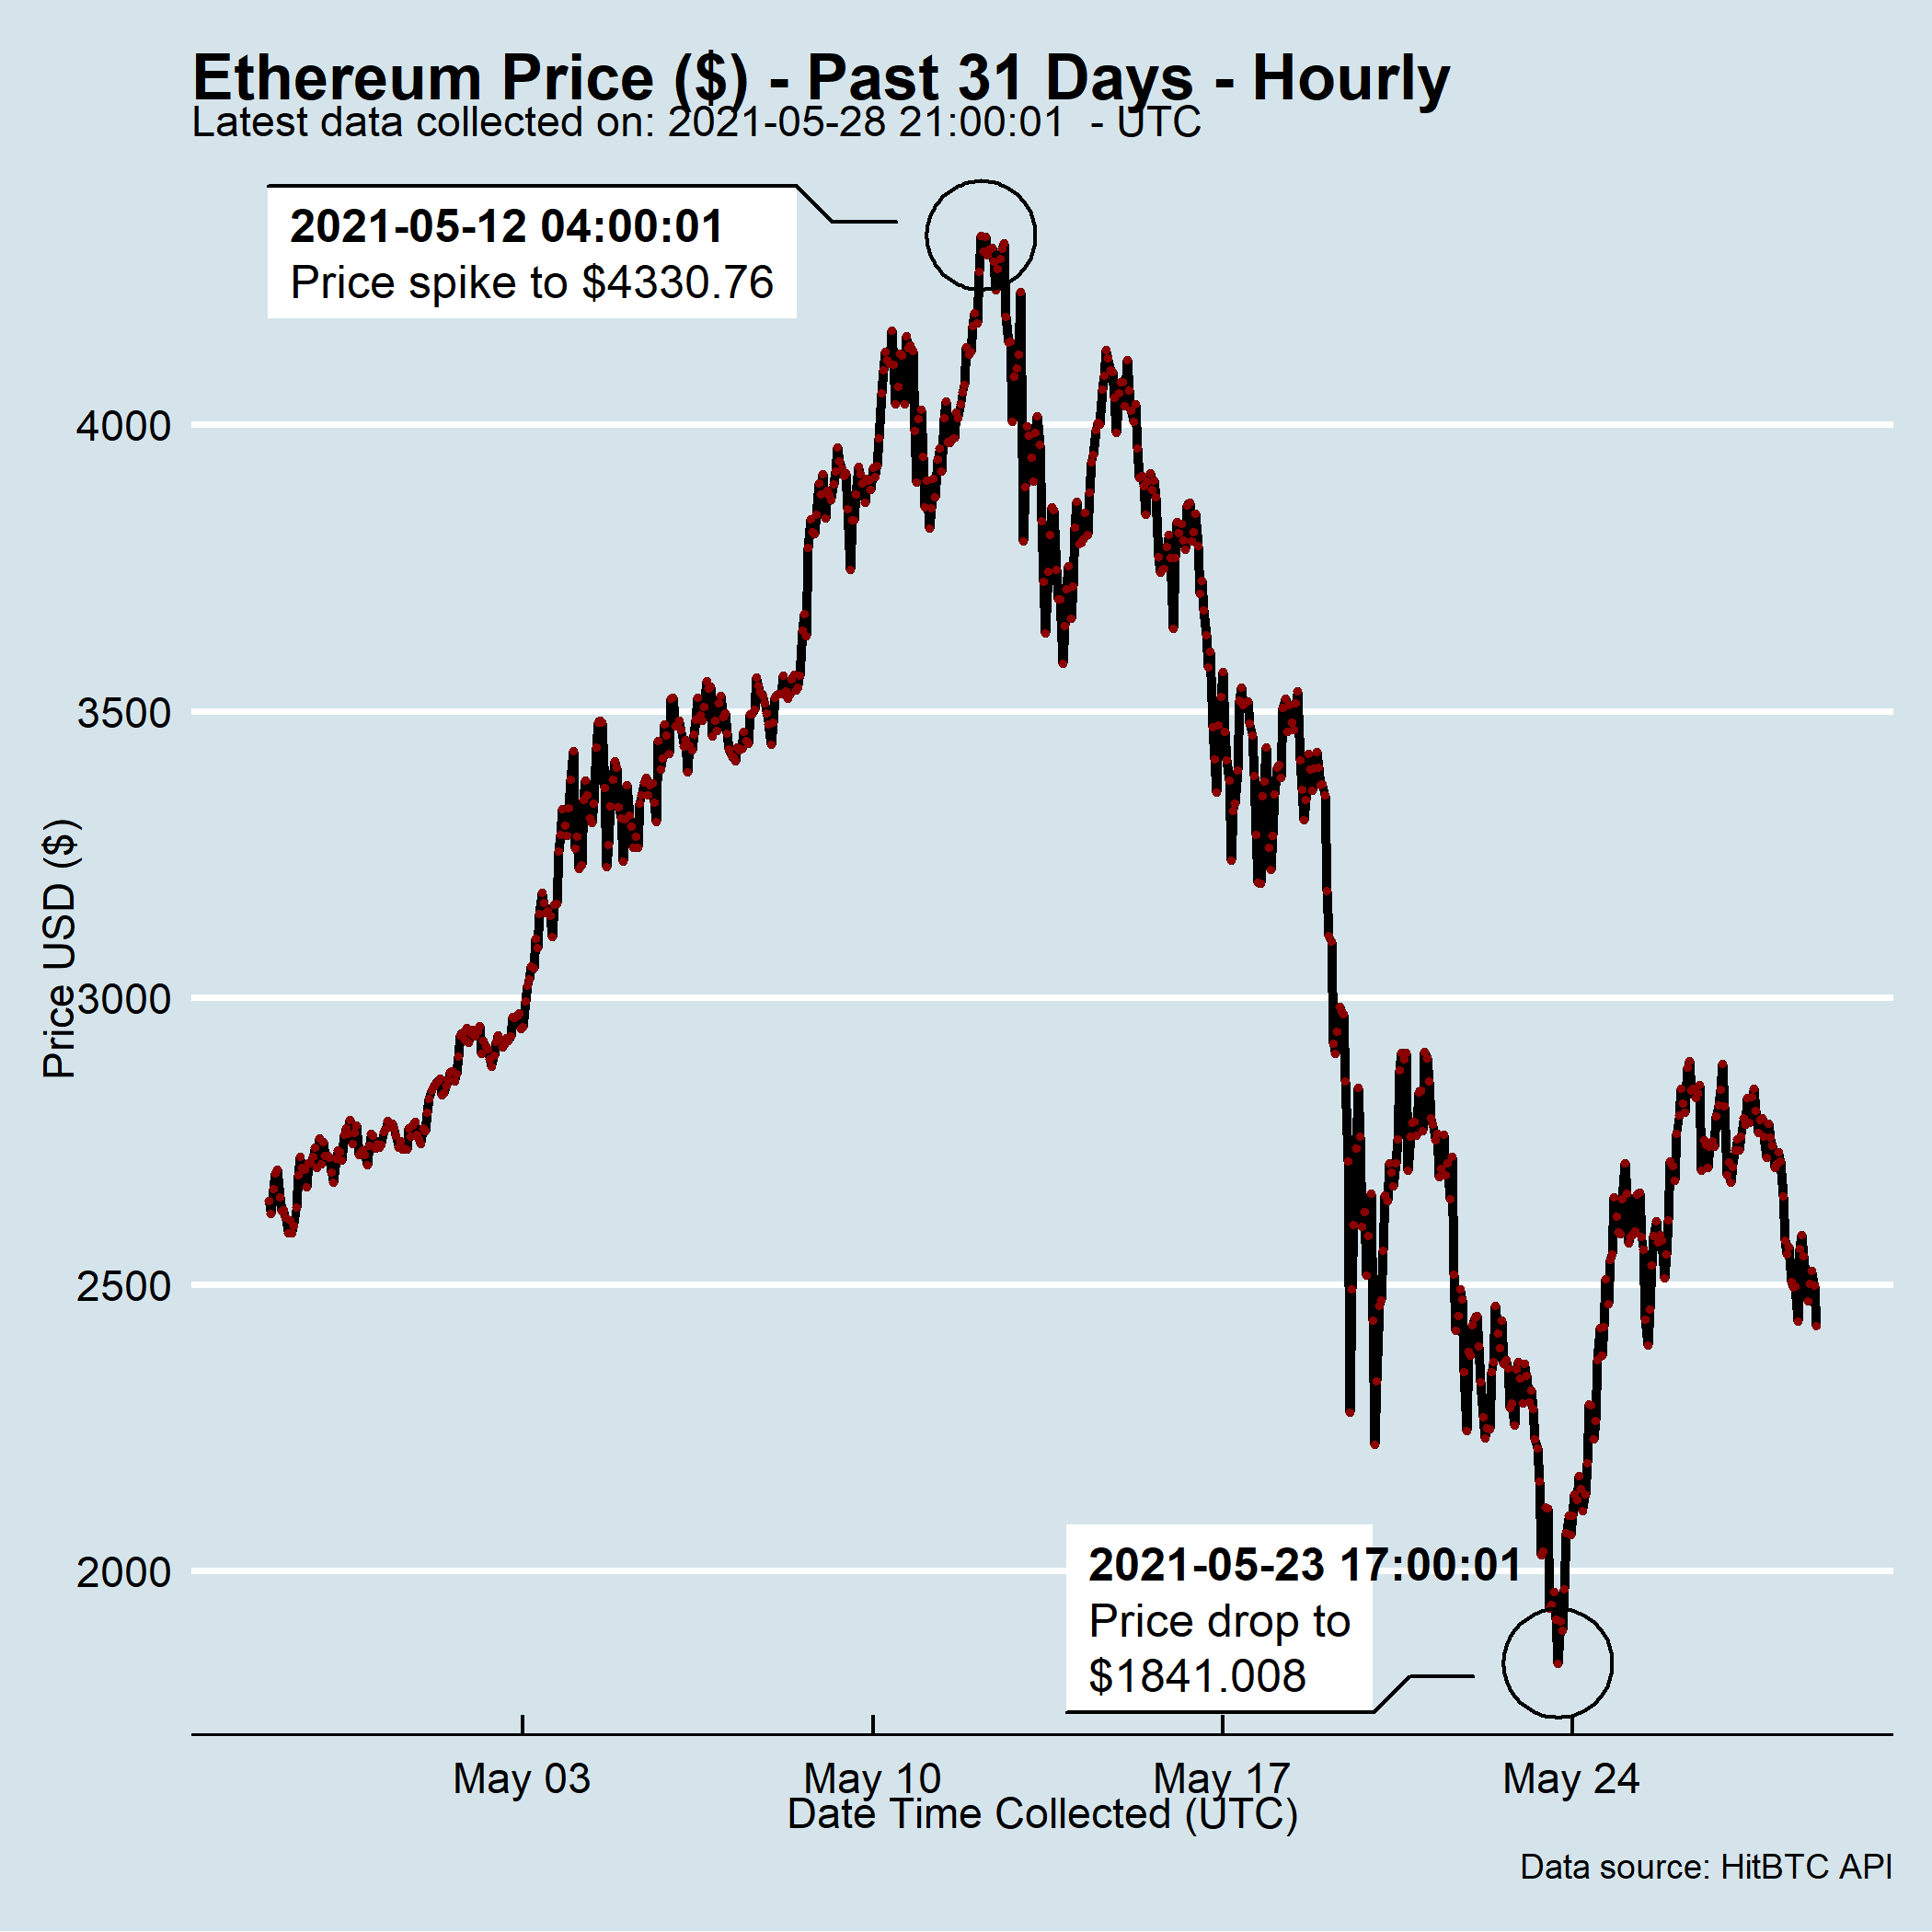 Ethereum Price ($) - Past 31 Days - Hourly
Latest data collected on: 2021-05-28 21:00:01  - UTC
2021-05-12 04:00:01
Price spike to $4330.76
Price USD ($)
4000
3500
3000
2500
2000
2021-05-23 17:00:01
Price drop to
$1841.008
May 03
May 10
May 17
May 24
Date Time Collected (UTC)
Data source: HitBTC API